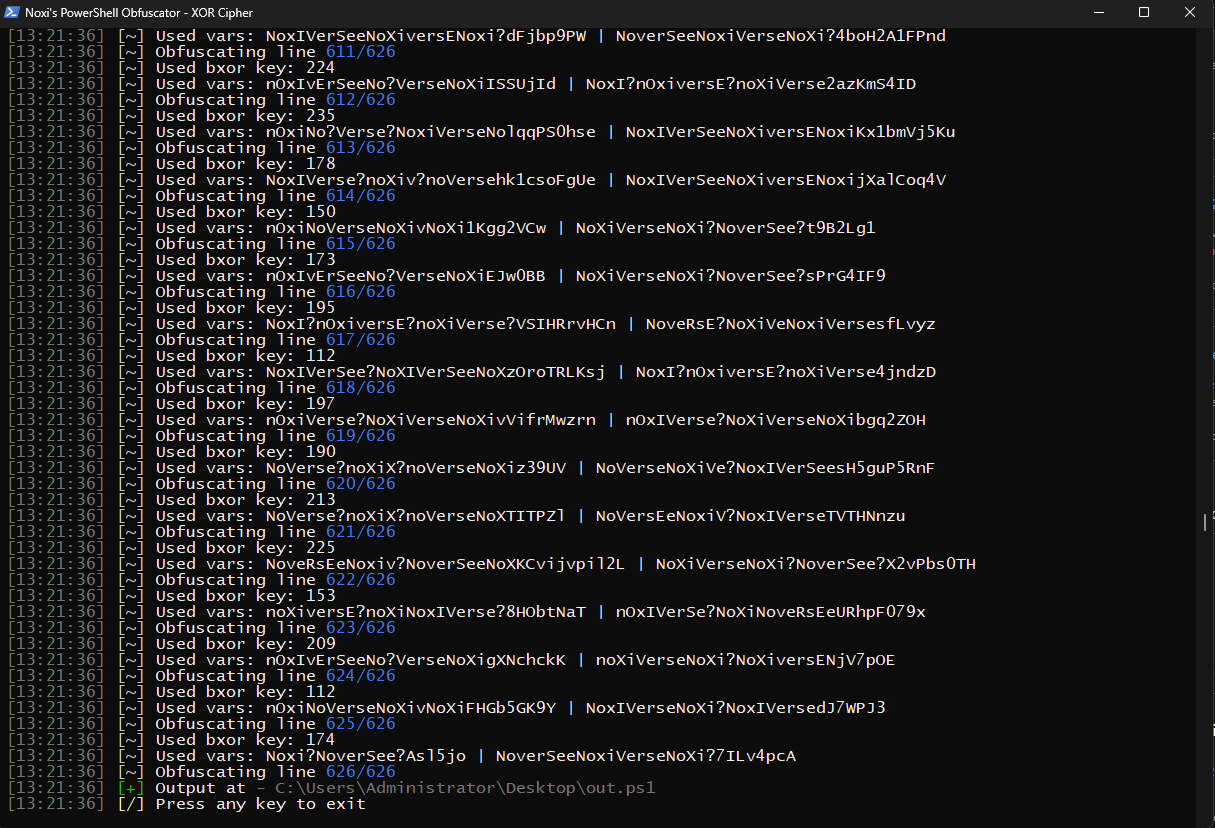 Noxi's PowerShell Obfuscator - XOR Cipher
[13:21:36] [~] Used vars: NoxIVerSeeNoXiversENoxi?dFjbp9PW | NoverSeeNoxiVerseNoXi?4boH2A1FPnd
[13:21:36] [~] Obfuscating line 611/626
[13:21:36] [~] Used bxor key: 224
[13:21:36] [~] Used vars: nOxIvErSeeNo?VerseNoXiISSUjId | NoxI?nOxiversE?noXiVerse2azKmS4ID
[13:21:36] [~] Obfuscating line 612/626
[13:21:36] [~] Used bxor key: 235
[13:21:36] [~] Used vars: nOxiNo?Verse?NoxiVerseNolqqPS0hse | NoxIVerSeeNoXiversENoxiKx1bmVj5Ku
[13:21:36] [~] Obfuscating line 613/626
[13:21:36] [~] Used bxor key: 178
[13:21:36] [~] Used vars: NoxIVerse?noXiv?noVersehk1csoFgUe | NoxIVerSeeNoXiversENoxijXalCoq4V
[13:21:36] [~] Obfuscating line 614/626
[13:21:36] [~] Used bxor key: 150
[13:21:36] [~] Used vars: nOxiNoVerseNoXivNoXi1Kgg2VCw | NoXiVerseNoXi?NoverSee?t9B2Lg1
[13:21:36] [~] Obfuscating line 615/626
[13:21:36] [~] Used bxor key: 173
[13:21:36] [~] Used vars: nOxIvErSeeNo?VerseNoXiEJw0BB | NoXiVerseNoXi?NoverSee?sPrG4IF9
[13:21:36] [~] Obfuscating line 616/626
[13:21:36] [~] Used bxor key: 195
[13:21:36] [~] Used vars: NoxI?nOxiversE?noXiVerse?VSIHRrvHCn | NoveRsE?NoXiVeNoxiVersesfLvyz
[13:21:36] [~] Obfuscating line 617/626
[13:21:36] [~] Used bxor key: 112
[13:21:36] [~] Used vars: NoxIVerSee?NoXIVerSeeNoXzOroTRLKsj | NoxI?nOxiversE?noXiVerse4jndzD
[13:21:36] [~] Obfuscating line 618/626
[13:21:36] [~] Used bxor key: 197
[13:21:36] [~] Used vars: nOxiVerse?NoXiVerseNoXivVifrMwzrn | nOxIVerse?NoXiVerseNoXibgq2ZOH
[13:21:36] [~] Obfuscating line 619/626
[13:21:36] [~] Used bxor key: 190
[13:21:36] [~] Used vars: NoVerse?noXiX?noVerseNoXiz39UV | NoVerseNoXiVe?NoxIVerSeesH5guP5RnF
[13:21:36] [~] Obfuscating line 620/626
[13:21:36] [~] Used bxor key: 213
[13:21:36] [~] Used vars: NoVerse?noXiX?noVerseNoXTITPZl | NoVersEeNoxiV?NoxIVerseTVTHNnzu
[13:21:36] [~] Obfuscating line 621/626
[13:21:36] [~] Used bxor key: 225
[13:21:36] [~] Used vars: NoveRsEeNoxiv?NoverSeeNoXKCvijvpil2L | NoXiVerseNoXi?NoverSee?X2vPbs0TH
[13:21:36] [~] Obfuscating line 622/626
[13:21:36] [~] Used bxor key: 153
[13:21:36] [~] Used vars: noXiversE?noXiNoxIVerse?8HObtNaT | nOxIVerSe?NoXiNoveRsEeURhpFO79x
[13:21:36] [~] Obfuscating line 623/626
[13:21:36] [~] Used bxor key: 209
[13:21:36] [~] Used vars: nOxIvErSeeNo?VerseNoXigXNchckK | noXiVerseNoXi?NoXiversENjV7pOE
[13:21:36] [~] Obfuscating line 624/626
[13:21:36] [~] Used bxor key: 112
[13:21:36] [~] Used vars: nOxiNoVerseNoXivNoXiFHGb5GK9Y | NoxIVerseNoXi?NoxIVersedJ7WPJ3
[13:21:36] [~] Obfuscating line 625/626
[13:21:36] [~] Used bxor key: 174
[13:21:36] [~] Used vars: Noxi?NoverSee?Asl5jo | NoverSeeNoxiVerseNoXi?7ILv4pcA
[13:21:36] [~] Obfuscating line 626/626
[13:21:36] [+] Output at - C:\Users\Administrator\Desktop\out.ps1
[13:21:36] [/] Press any key to exit